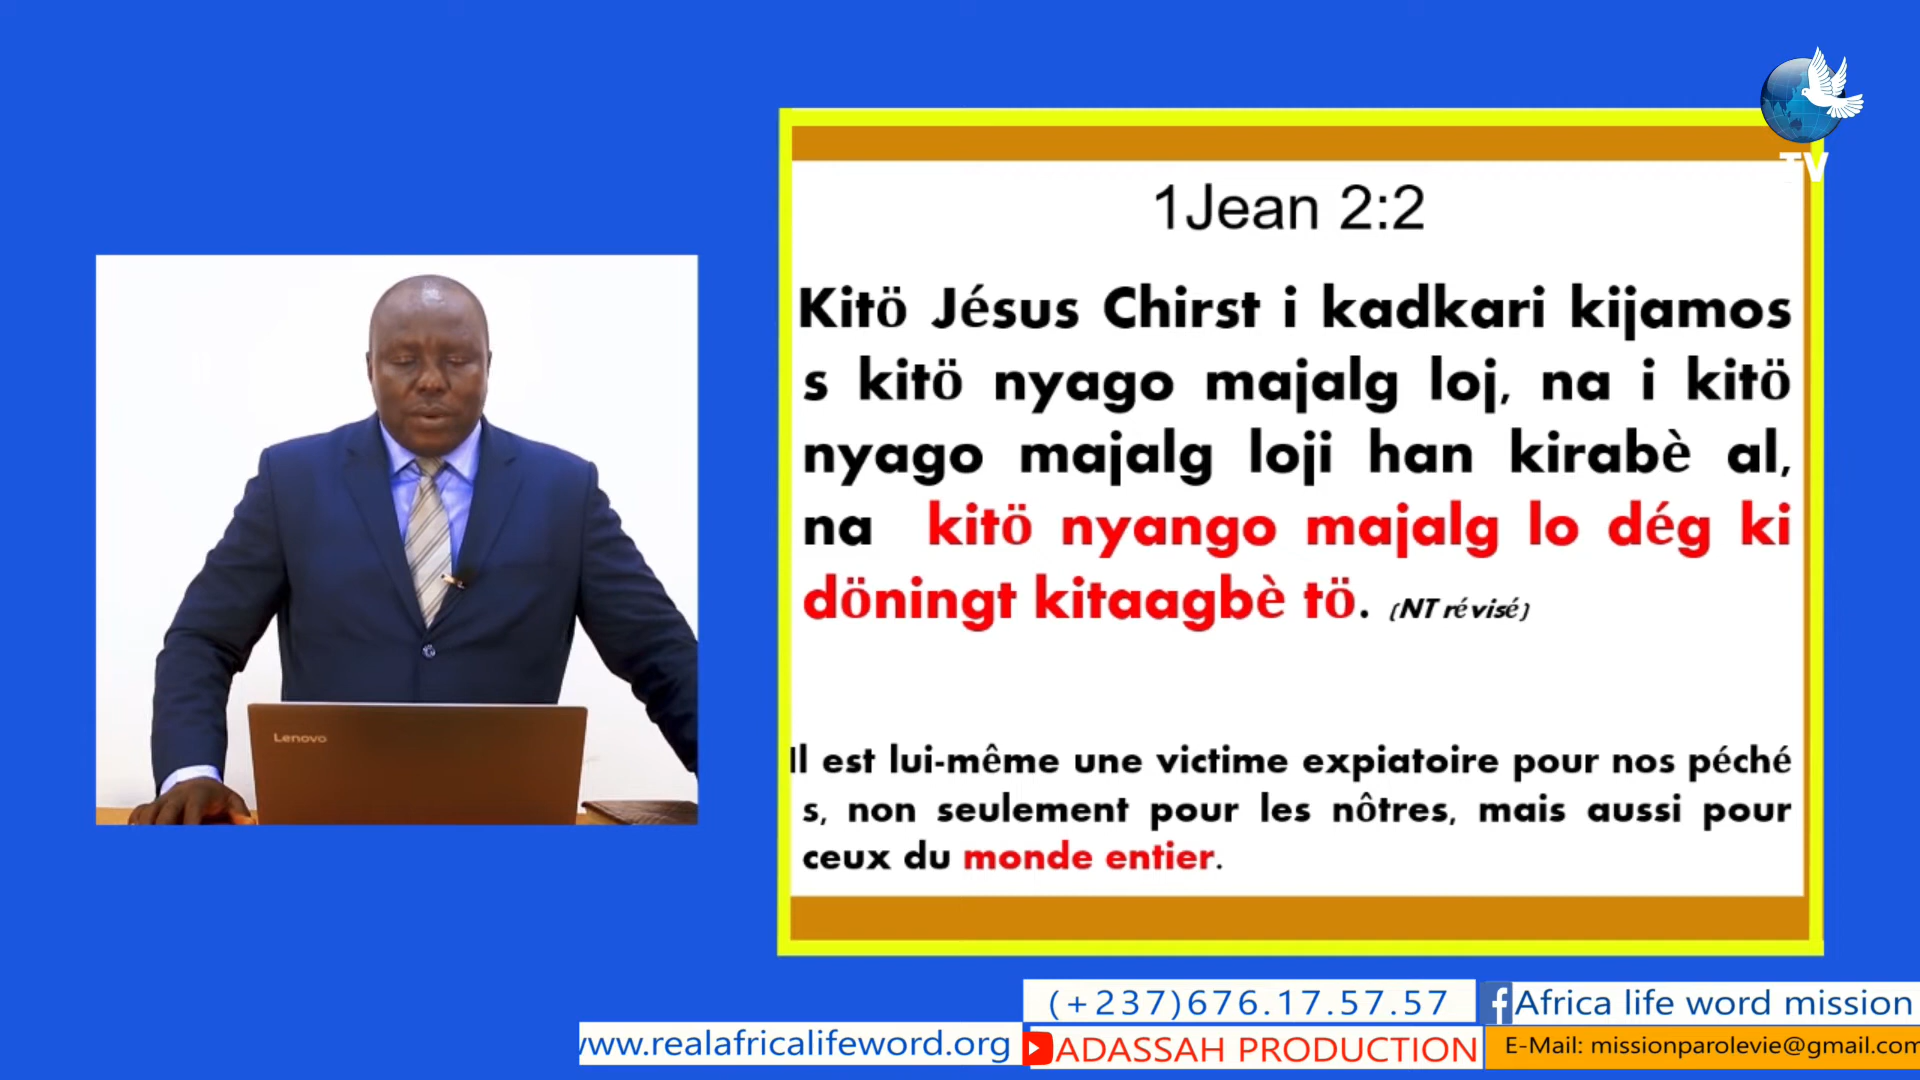 TV
1Jean 2:2
Kitö Jésus Chirst i kadkari kijamos
s kitö nyago majalg loj, na i kitö
nyago majalg loji han kirabè al,
na kitö nyango majalg lo dég ki
döningt kitaagbè tö. (NT révisé)
Il est lui-même une victime expiatoire pour nos péché
s, non seulement pour les nôtres, mais aussi pour
ceux du monde entier.
Lenovo
(+237)676.17.57.57
Africa life word mission
www.realafricalifeword.org
ADASSAH PRODUCTION
E-Mail: missionparolevie@gmail.com